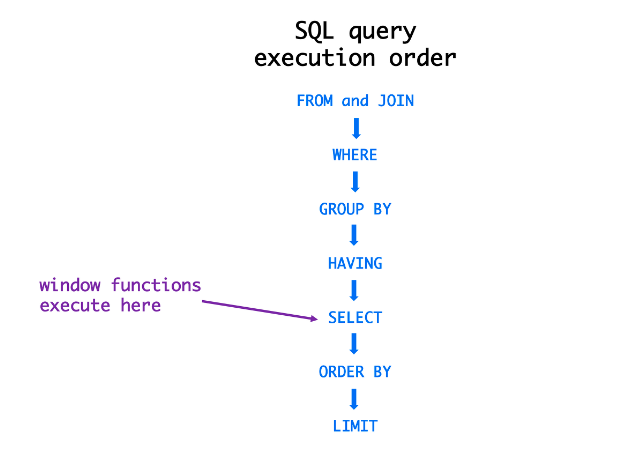 SQL query
execution order
FROM and JOIN
WHERE
GROUP BY
HAVING
window functions
execute here
SELECT
ORDER BY
LIMIT